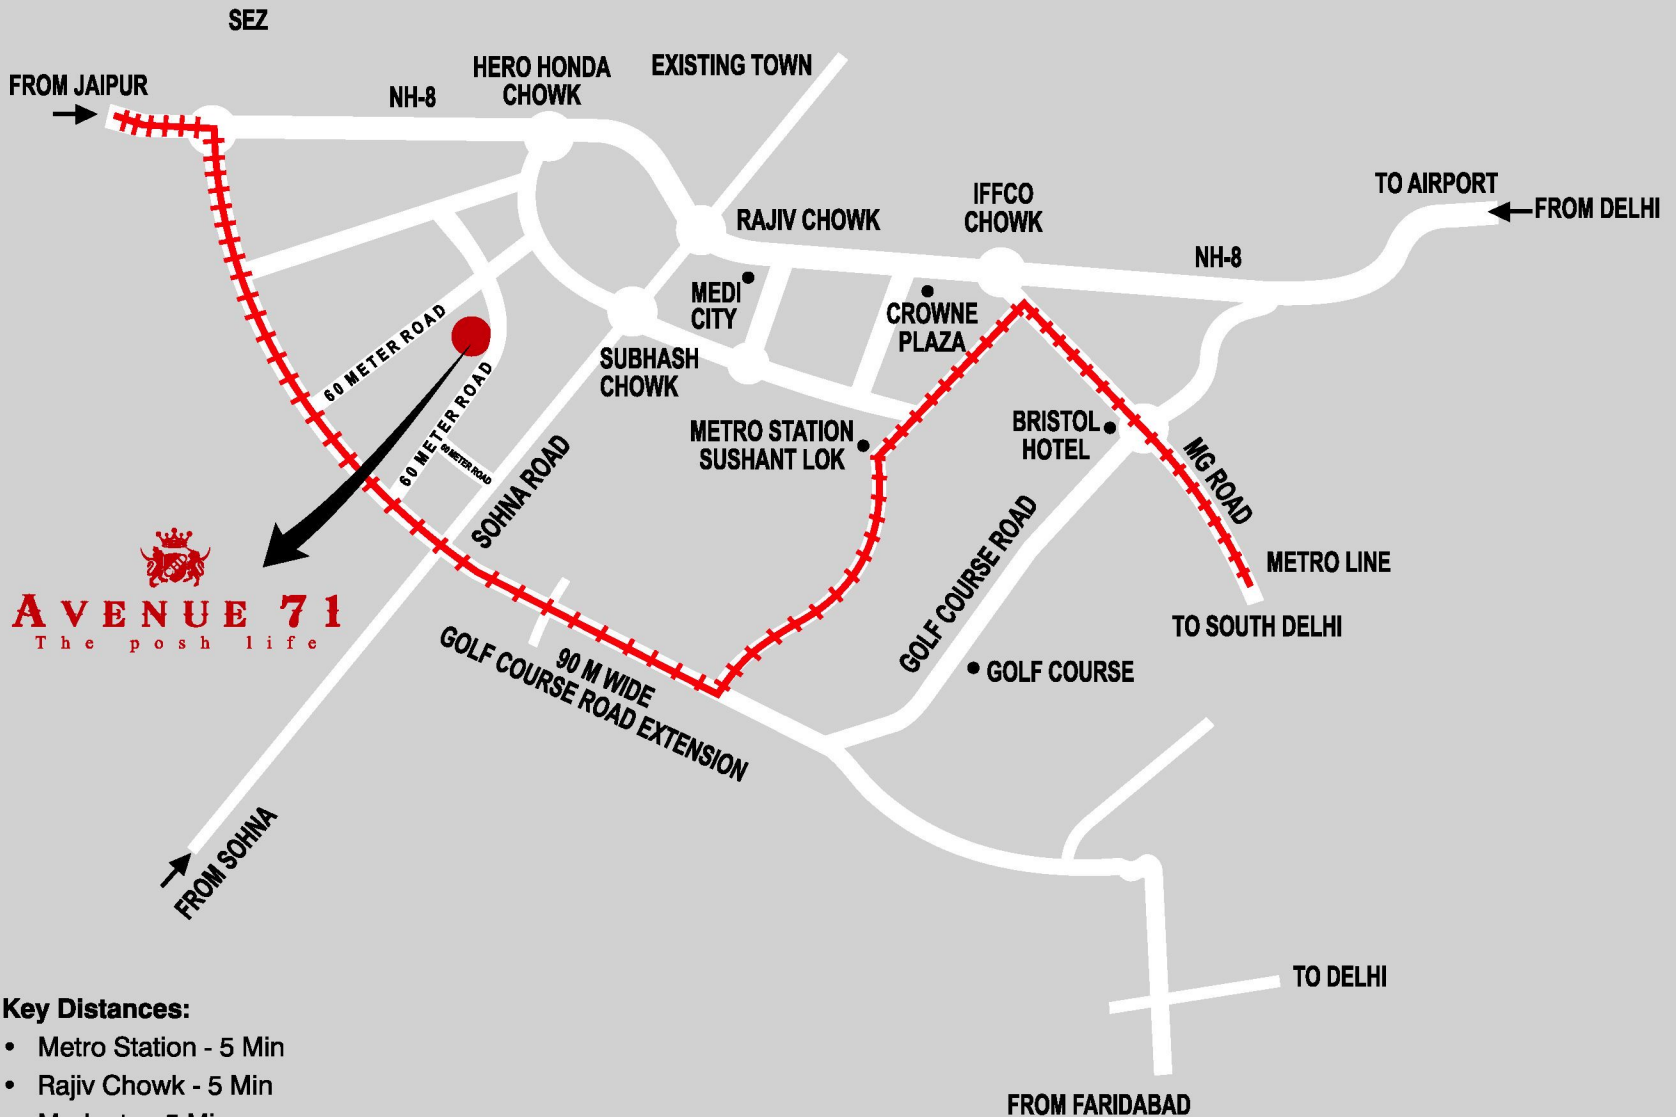 SEZ
FROM JAIPUR
NH-8
HERO HONDA
CHOWK
EXISTING TOWN
RAJIV CHOWK
IFFCO
CHOWK
TO AIRPORT
FROM DELHI
NH-8
MEDI
CITY
CROWNE
PLAZA
SUBHASH
CHOWK
60 METER ROAD
60 METER ROAD
METRO STATION
SUSHANT LOK
BRISTOL
HOTEL
MG ROAD
SOHNA ROAD
GOLF COURSE ROAD
METRO LINE
TO SOUTH DELHI
AVENUE 71
The posh life
90 M WIDE
GOLF COURSE ROAD EXTENSION
GOLF COURSE
FROM SOHNA
TO DELHI
FROM FARIDABAD
Key Distances:
• Metro Station - 5 Min
• Rajiv Chowk - 5 Min